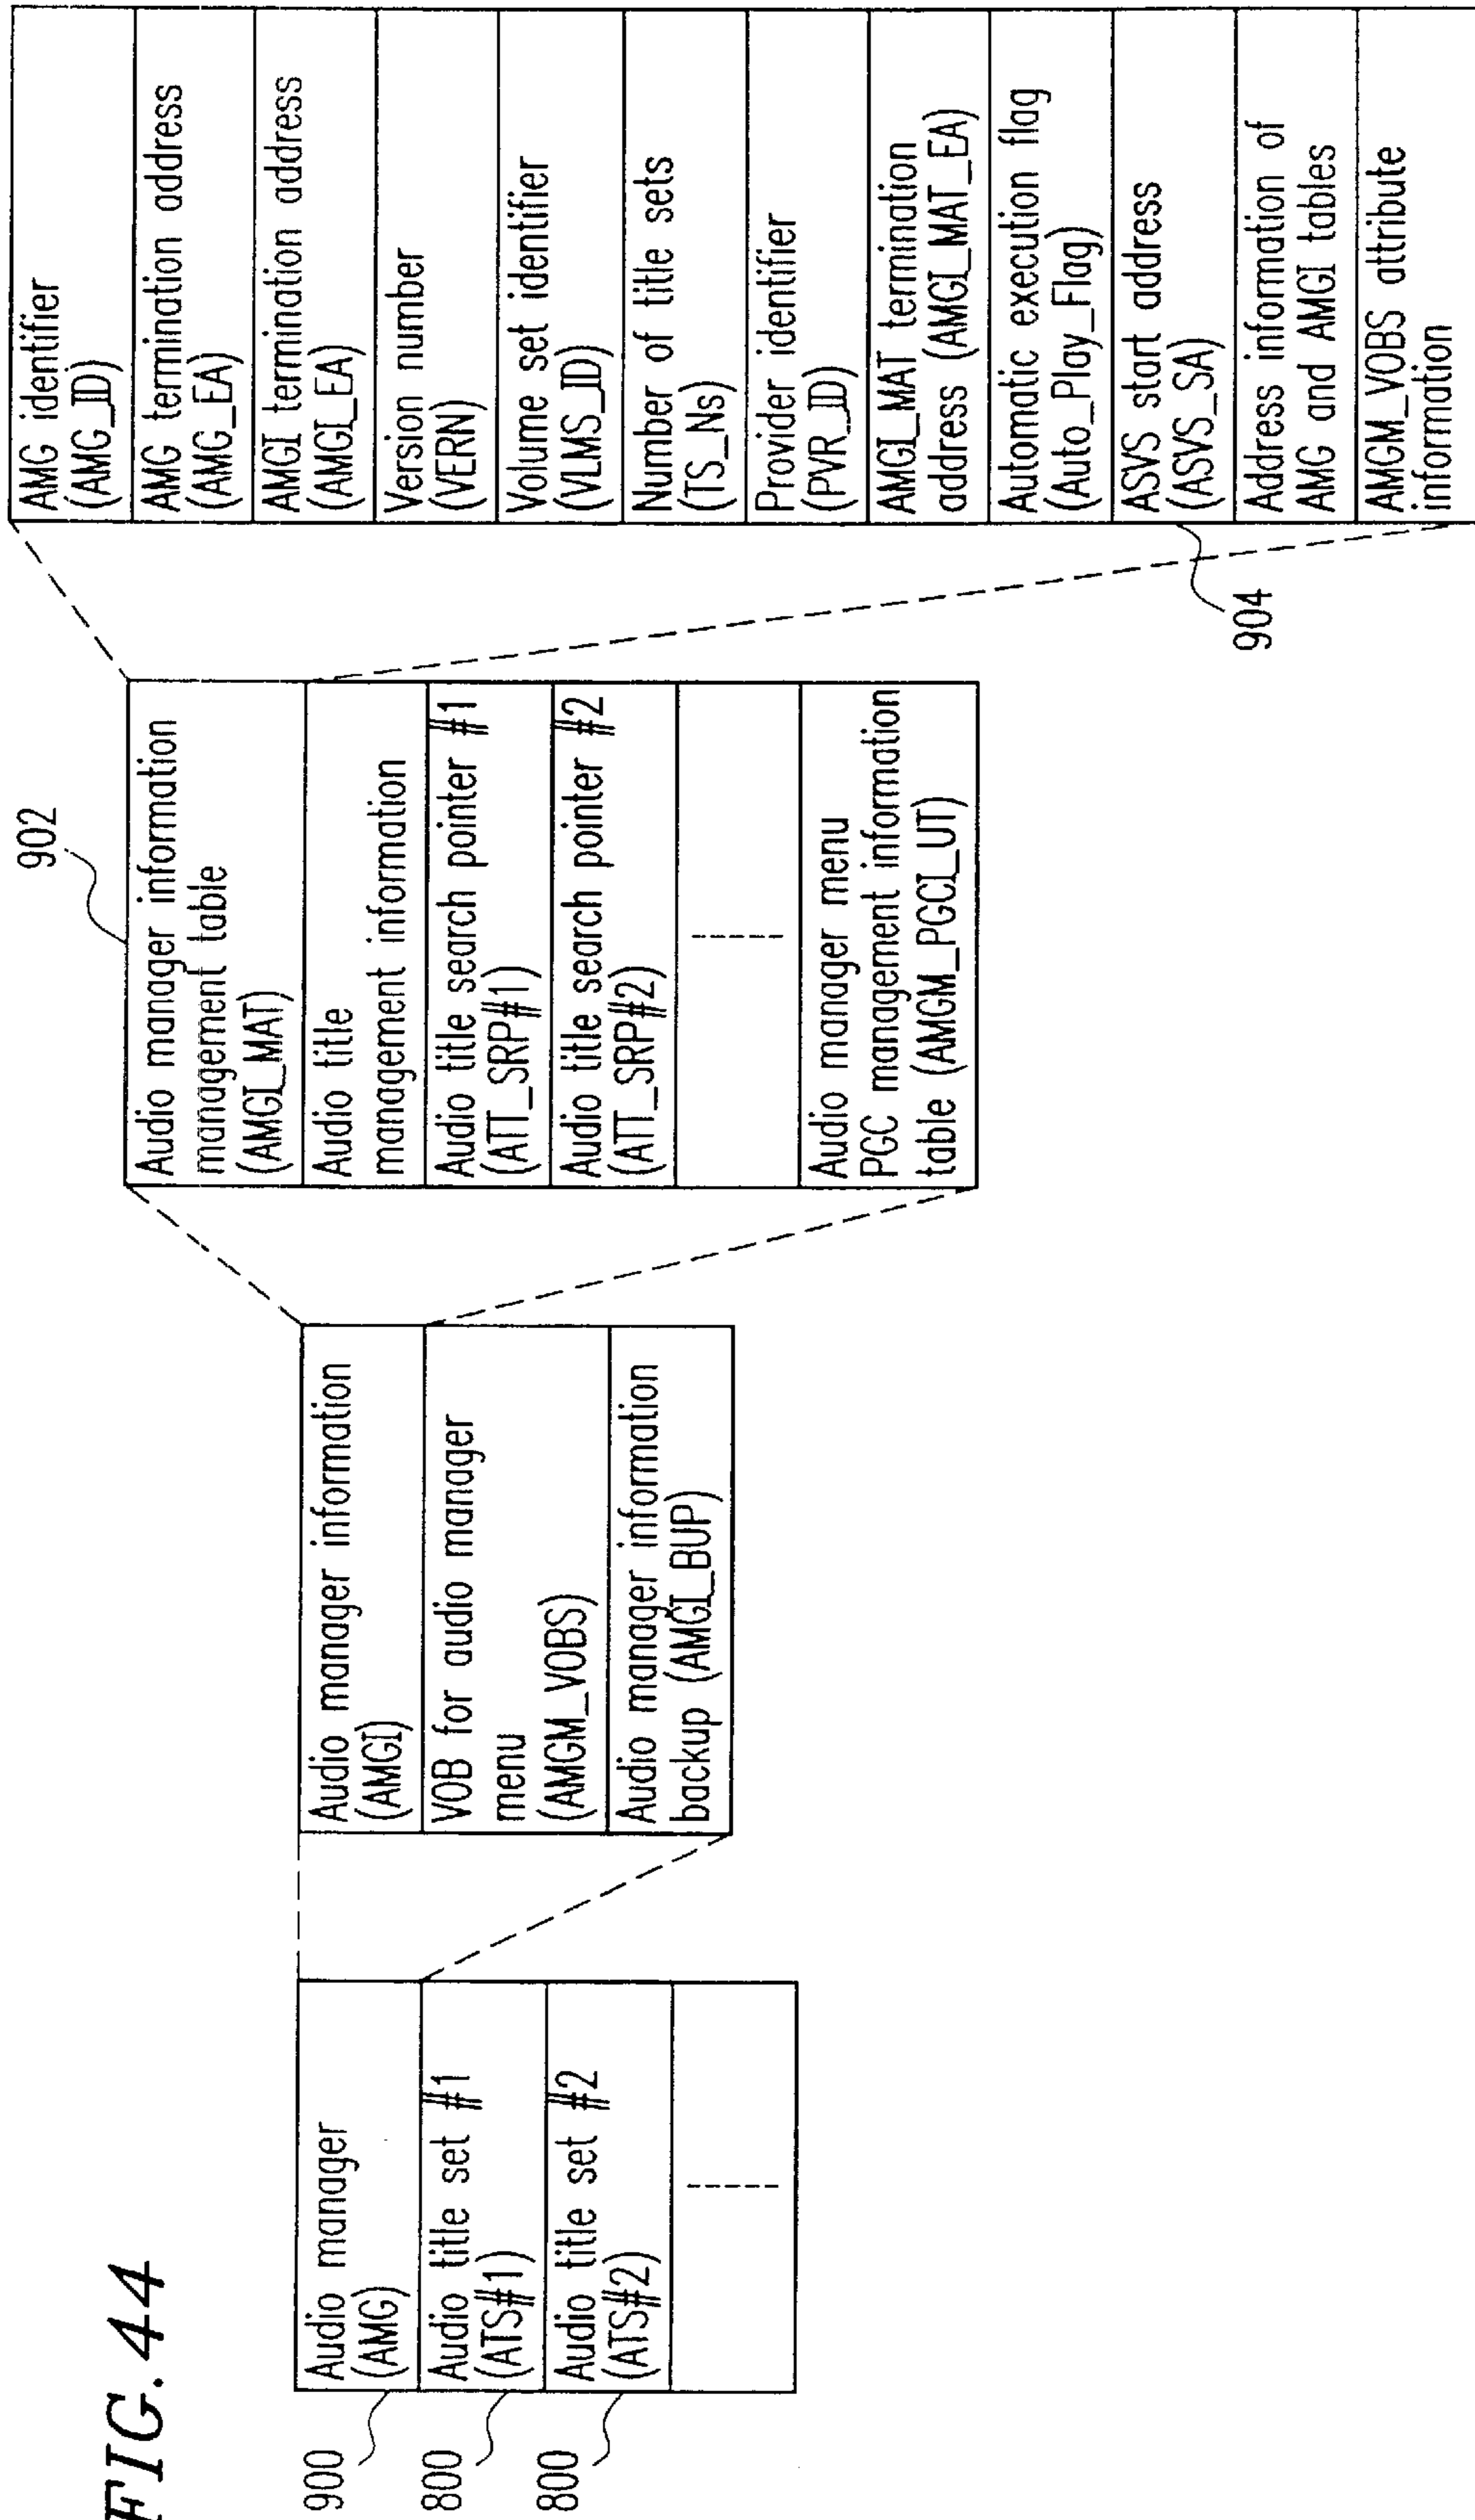 FIG. 44
900
800
800
Audio manager
(AMG)
Audio title set #1
(ATS#1)
Audio title set #2
(ATS#2)
Audio manager information
(AMGI)
VOB for audio manager
menu
(AMGM_VOBS)
Audio manager information
backup (AMGI_BUP)
902
Audio manager information
management table
(AMGI_MAT)
Audio title
management information
Audio title search pointer #1
(ATT_SRP#1)
Audio title search pointer #2
(ATT_SRP#2)
Audio manager menu
PGC management information
table (AMGM_PGCI_UT)
AMG identifier
(AMG_ID)
AMG termination address
(AMG_EA)
AMGI termination address
(AMGI_EA)
Version number
(VERN)
Volume set identifier
(VLMS_ID)
Number of title sets
(TS_Ns)
Provider identifier
(PVR_ID)
AMGI_MAT termination
address (AMGI_MAT_EA)
Automatic execution flag
(Auto_Play_Flag)
ASVS start address
(ASVS_SA)
Address information of
AMG and AMGI tables
AMGM_VOBS attribute
information
904